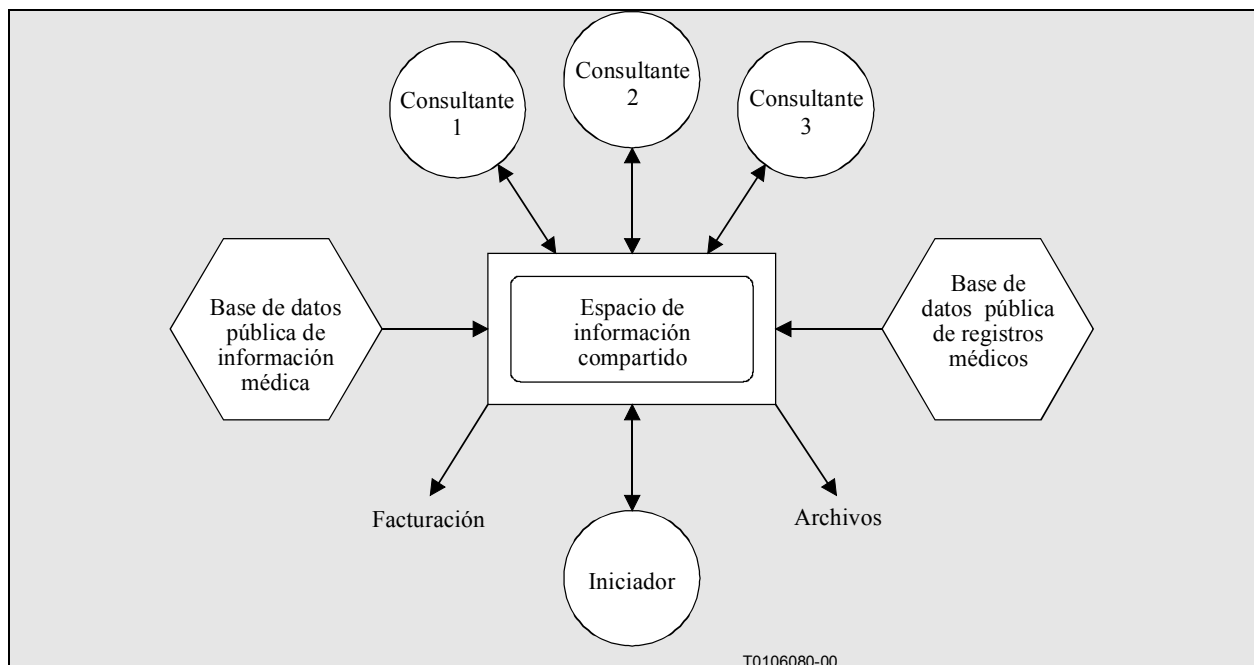 Consultante
1
Consultante
2
Consultante
3
Base de datos
pública de
información
médica
Espacio de
información
compartido
Base de
datos pública
de registros
médicos
Facturación
Archivos
Iniciador
T0106080-00